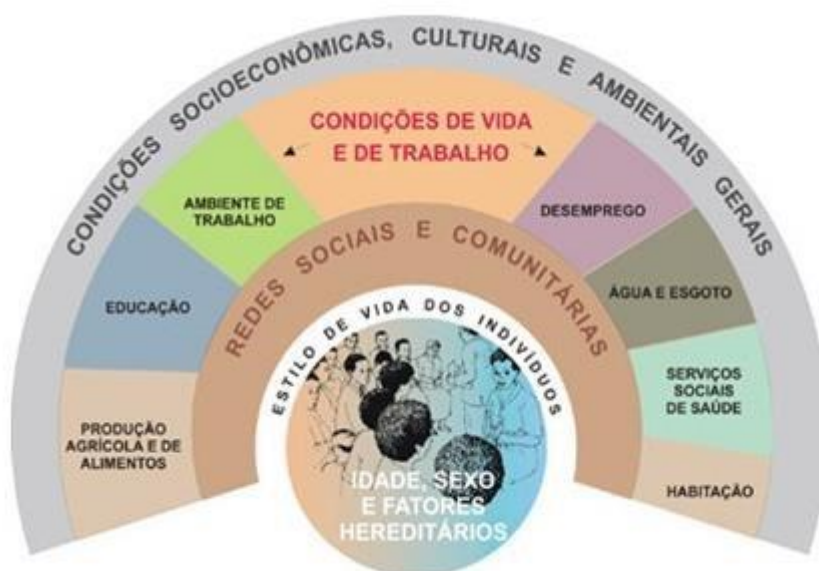 CONDIÇÕES SOCIOECONÔMICAS, CULTURAIS E AMBIENTAIS GERAIS
CONDIÇÕES DE VIDA
E DE TRABALHO
AMBIENTE DE
TRABALHO
DESEMPREGO
EDUCAÇÃO
ÁGUA E ESGOTO
PRODUÇÃO
AGRÍCOLA E DE
ALIMENTOS
SERVIÇOS
SOCIAIS
DE SAÚDE
HABITAÇÃO
REDES SOCIAIS E COMUNITÁRIAS
ESTILO DE VIDA DOS INDIVÍDUOS
IDADE, SEXO
E FATORES
HEREDITÁRIOS